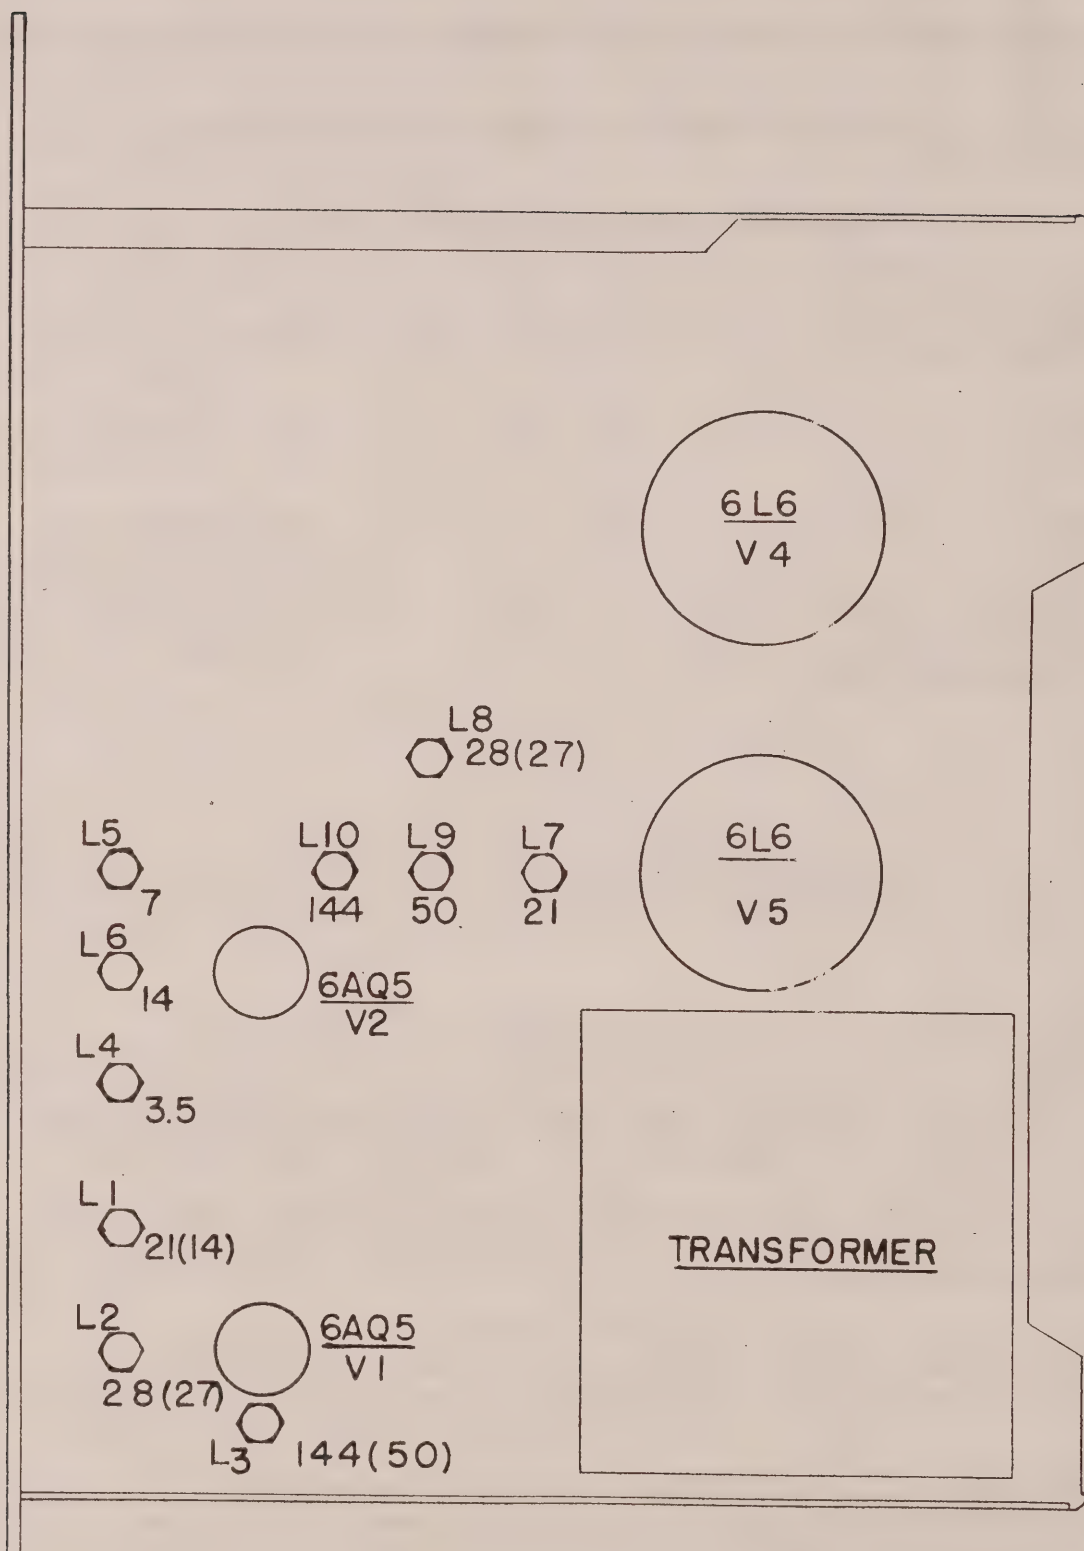 6L6
V4
L8
28(27)
L5
7
L10
144
L9
50
L7
21
6L6
V5
L6
14
6AQ5
V2
L4
3.5
L1
21(14)
TRANSFORMER
L2
28(27)
6AQ5
V1
L3
144(50)